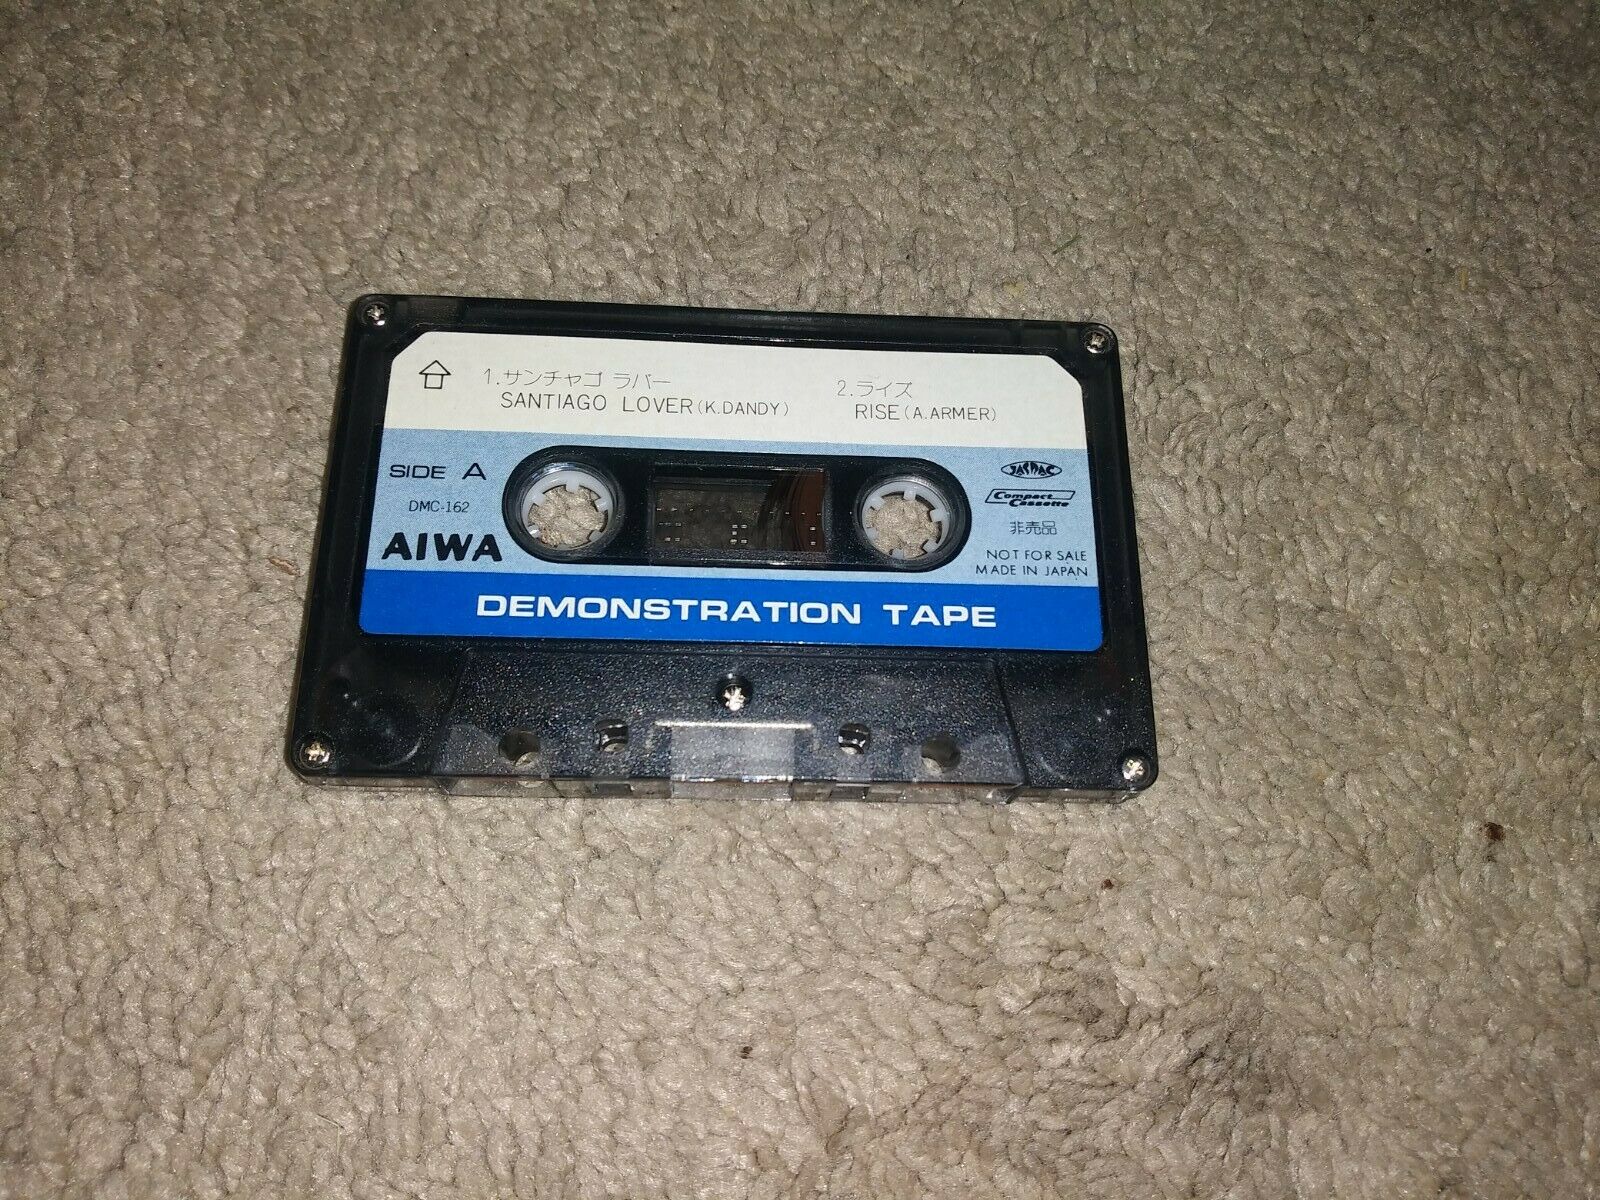 1.サンチャゴ ラバー
SANTIAGO LOVER(K.DANDY)
2.ライズ
RISE(A.ARMER)
SIDE A
DMC-162
AIWA
JASRAC
Compact
Cassette
非売品
NOT FOR SALE
MADE IN JAPAN
DEMONSTRATION TAPE